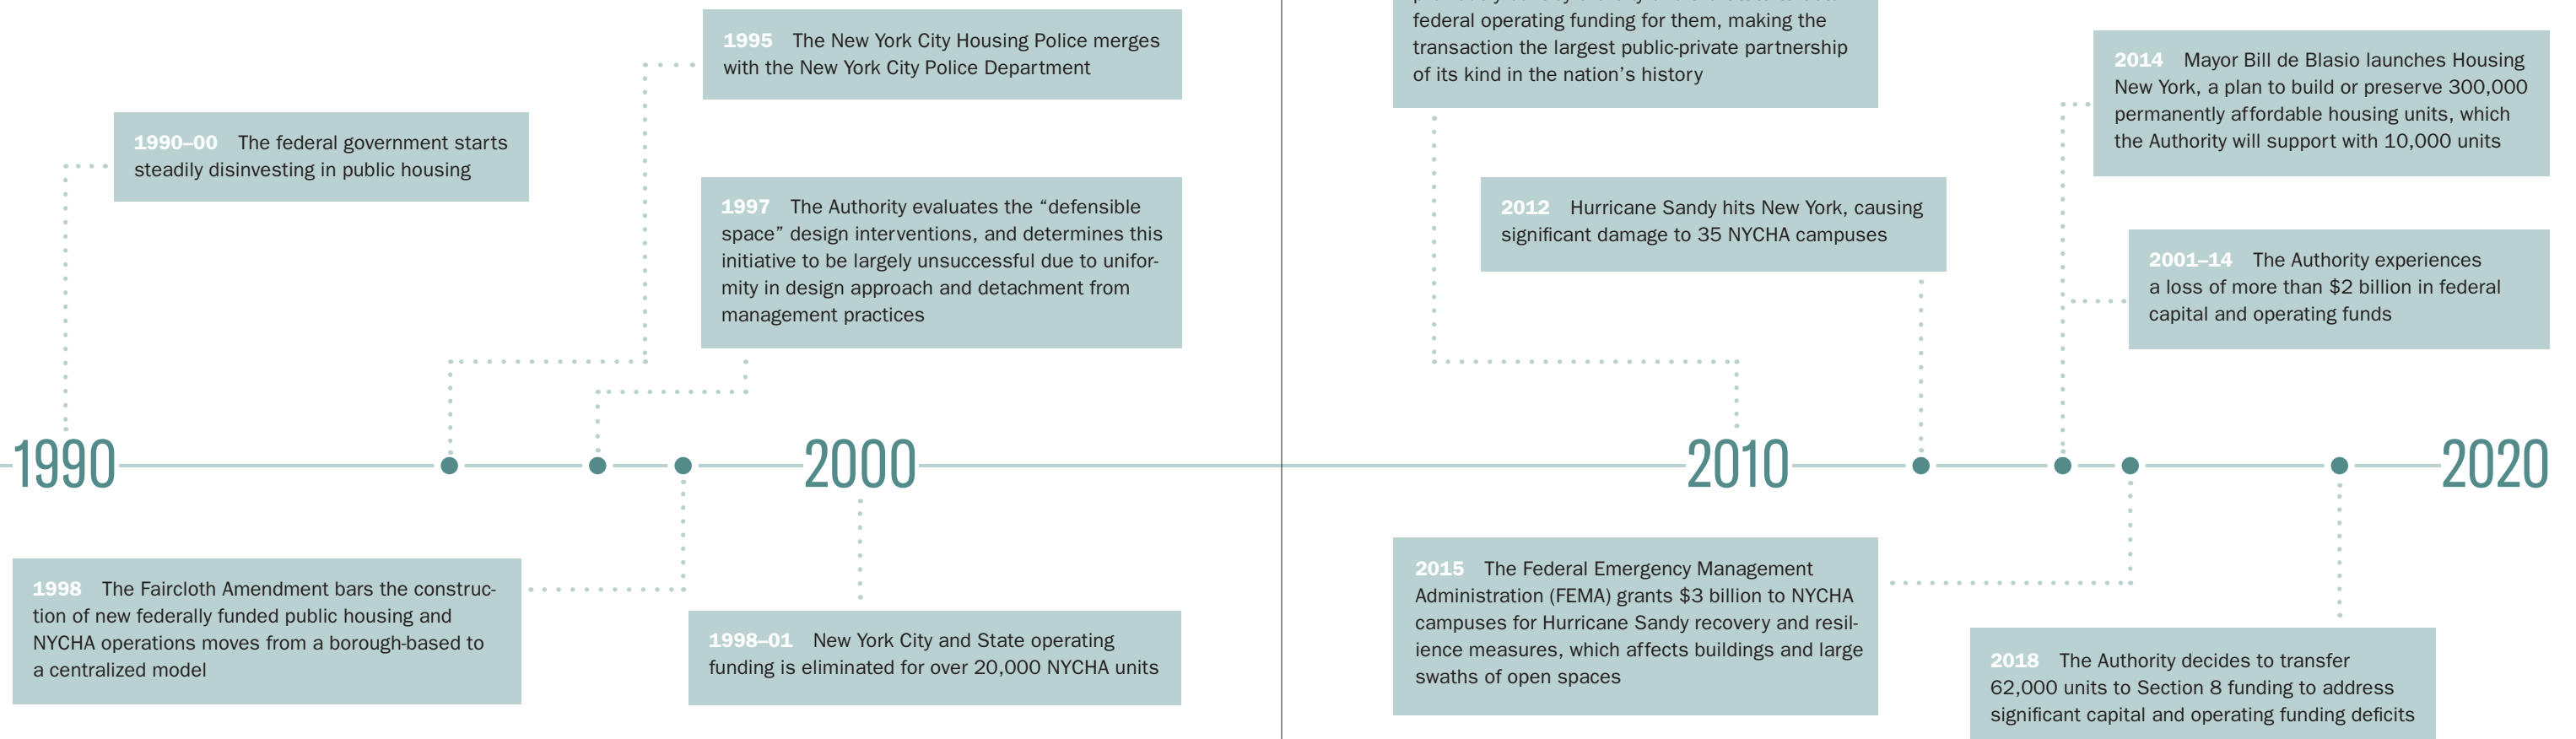 1995 The New York City Housing Police merges
with the New York City Police Department
1990–00 The federal government starts
steadily disinvesting in public housing
1997 The Authority evaluates the “defensible
space” design interventions, and determines this
initiative to be largely unsuccessful due to unifor-
mity in design approach and detachment from
management practices
federal operating funding for them, making the
transaction the largest public-private partnership
of its kind in the nation’s history
2012 Hurricane Sandy hits New York, causing
significant damage to 35 NYCHA campuses
2014 Mayor Bill de Blasio launches Housing
New York, a plan to build or preserve 300,000
permanently affordable housing units, which
the Authority will support with 10,000 units
2001–14 The Authority experiences
a loss of more than $2 billion in federal
capital and operating funds
1990 2000 2010 2020
1998 The Faircloth Amendment bars the construc-
tion of new federally funded public housing and
NYCHA operations moves from a borough-based to
a centralized model
1998–01 New York City and State operating
funding is eliminated for over 20,000 NYCHA units
2015 The Federal Emergency Management
Administration (FEMA) grants $3 billion to NYCHA
campuses for Hurricane Sandy recovery and resil-
ience measures, which affects buildings and large
swaths of open spaces
2018 The Authority decides to transfer
62,000 units to Section 8 funding to address
significant capital and operating funding deficits